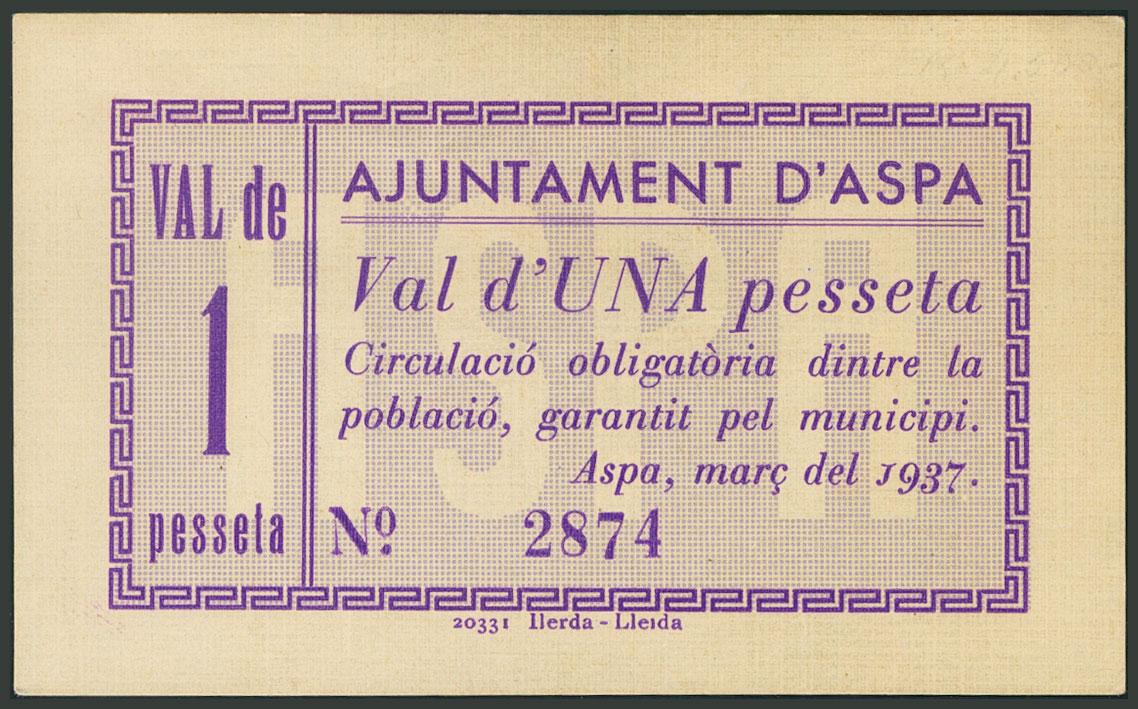 VAL de
1
pesseta
AJUNTAMENT D'ASPA
Val d'UNA pesseta
Circulació obligatòria dintre la
població, garantit pel municipi.
Aspa, març del 1937.
Nº. 2874
ASPA
20331 Ilerda - Lleida